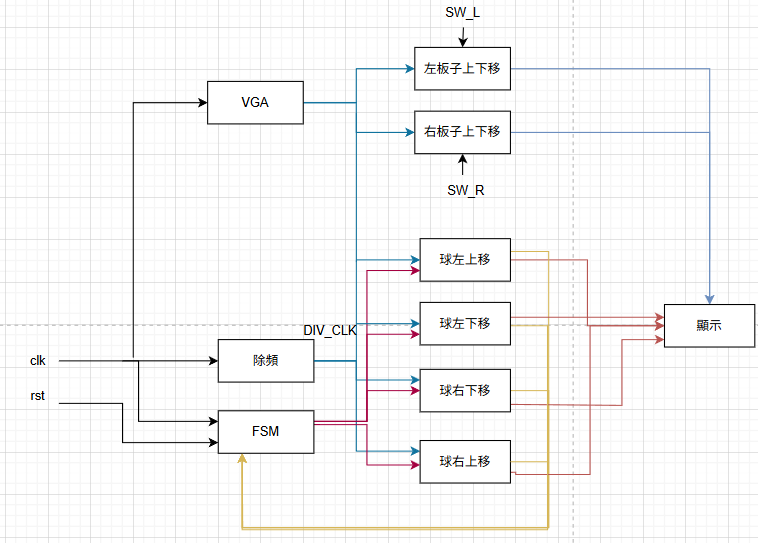 SW_L
左板子上下移
VGA
右板子上下移
SW_R
球左上移
球左下移
顯示
DIV_CLK
clk
除頻
球右下移
rst
FSM
球右上移